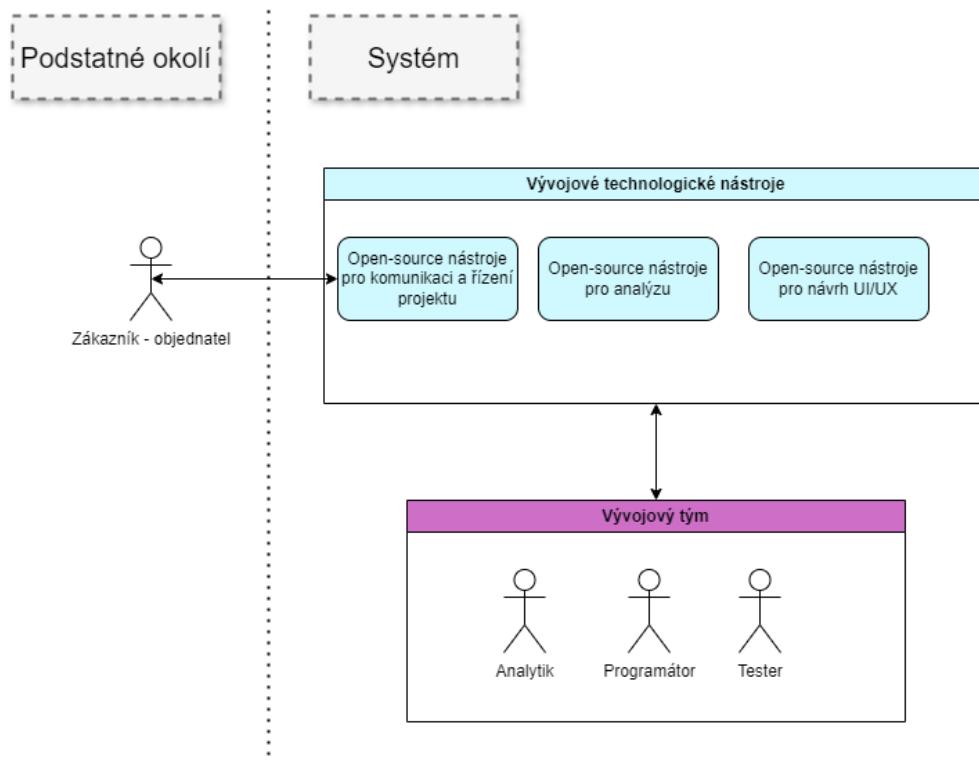 Podstatné okolí
Systém
Vývojové technologické nástroje
Open-source nástroje
pro komunikaci a řízení
projektu
Open-source nástroje
pro analýzu
Open-source nástroje
pro návrh UI/UX
Zákazník - objednatel
Vývojový tým
Analytik
Programátor
Tester